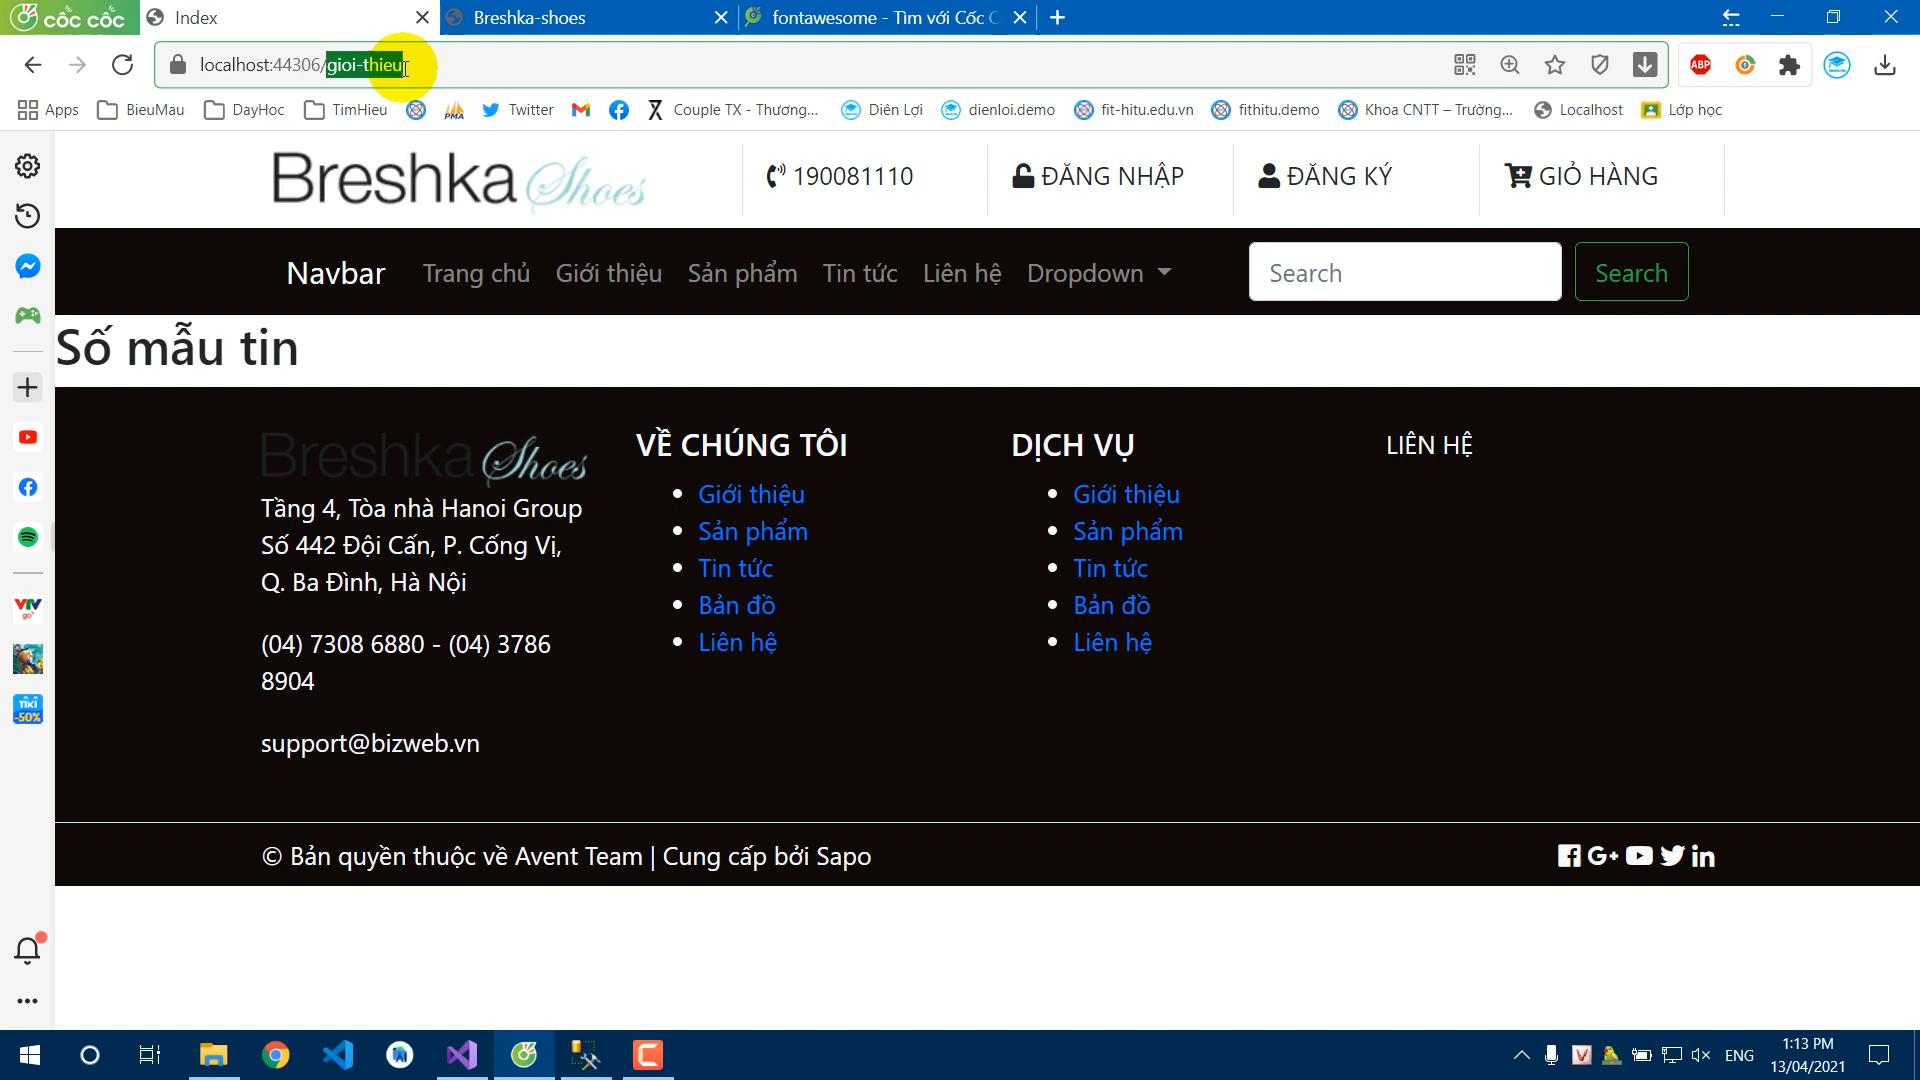 cốc cốc
Index
Breshka-shoes
fontawesome - Tìm với Cốc C
localhost:44306/gioi-thieu
ABP
Apps
BieuMau
DayHoc
TimHieu
PMA
Twitter
Couple TX - Thương...
Diên Lợi
dienloi.demo
fit-hitu.edu.vn
fithitu.demo
Khoa CNTT – Trường...
Localhost
Lớp học
Breshka Shoes
190081110
ĐĂNG NHẬP
ĐĂNG KÝ
GIỎ HÀNG
Navbar
Trang chủ
Giới thiệu
Sản phẩm
Tin tức
Liên hệ
Dropdown
Search
Search
Số mẫu tin
Breshka Shoes
Tầng 4, Tòa nhà Hanoi Group
Số 442 Đội Cấn, P. Cống Vị,
Q. Ba Đình, Hà Nội
(04) 7308 6880 - (04) 3786
8904
support@bizweb.vn
VỀ CHÚNG TÔI
Giới thiệu
Sản phẩm
Tin tức
Bản đồ
Liên hệ
DỊCH VỤ
Giới thiệu
Sản phẩm
Tin tức
Bản đồ
Liên hệ
LIÊN HỆ
© Bản quyền thuộc về Avent Team | Cung cấp bởi Sapo
VTV
go
TIKI
-50%
ENG
1:13 PM
13/04/2021